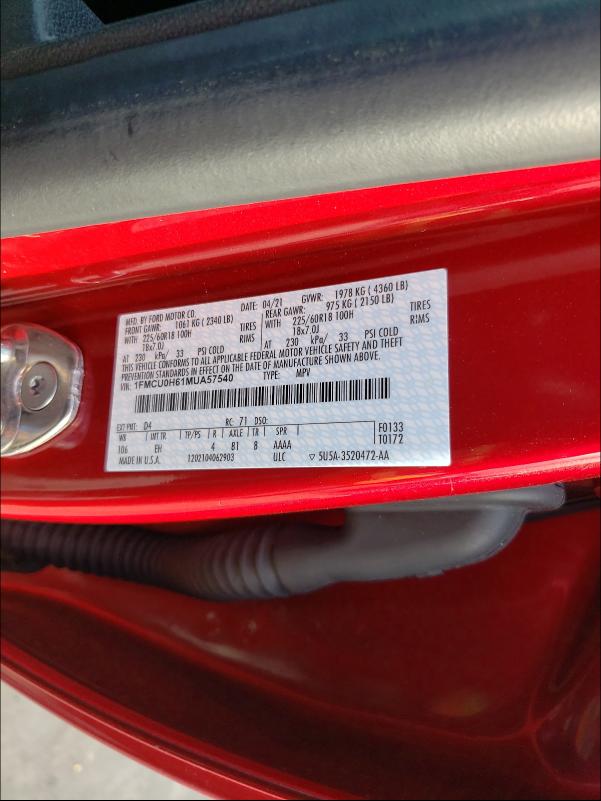 MFD. BY FORD MOTOR CO. DATE: 04/21 GVWR: 1978 KG ( 4360 LB)
FRONT GAWR: 1061 KG ( 2340 LB) REAR GAWR: 975 KG ( 2150 LB)
WITH 225/60R18 100H TIRES WITH 225/60R18 100H TIRES
18x7.0J RIMS 18x7.0J RIMS
AT 230 kPa/ 33 PSI COLD AT 230 kPa/ 33 PSI COLD
THIS VEHICLE CONFORMS TO ALL APPLICABLE FEDERAL MOTOR VEHICLE SAFETY AND THEFT
PREVENTION STANDARDS IN EFFECT ON THE DATE OF MANUFACTURE SHOWN ABOVE.
VIN: 1FMCU0H61MUA57540 TYPE: MPV
EXT PNT: D4 RC: 71 DSO: F0133
WB INT TR TP/PS R AXLE TR SPR T0172
106 EH 4 B1 8 AAAA
MADE IN U.S.A. 1202104062903 ULC ▽ 5U5A-3520472-AA